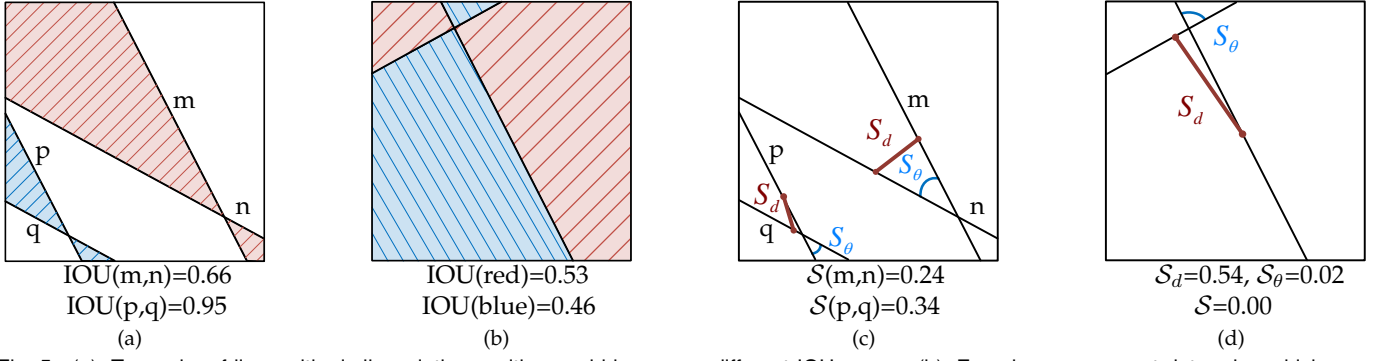 m
p
n
q
IOU(m,n)=0.66
IOU(p,q)=0.95
(a)
IOU(red)=0.53
IOU(blue)=0.46
(b)
m
S_d
p
S_θ
S_d
n
q
S_θ
S(m,n)=0.24
S(p,q)=0.34
(c)
S_θ
S_d
S_d=0.54, S_θ=0.02
S=0.00
(d)